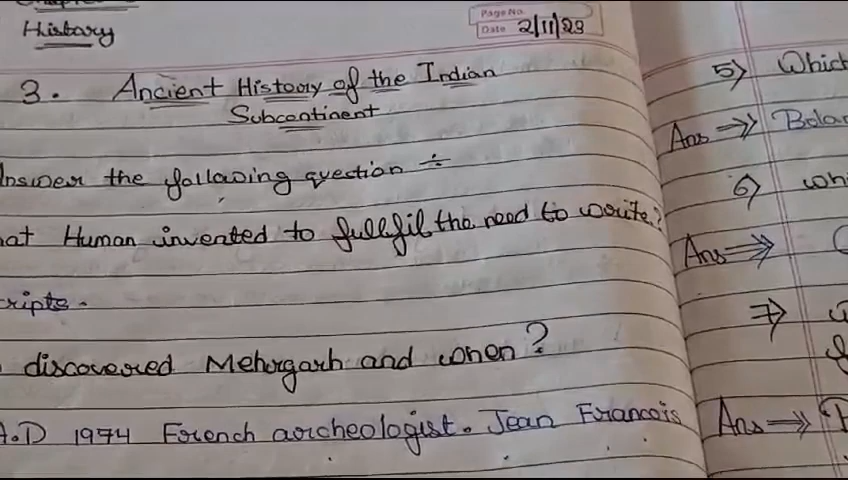 History
Page No.
Date 2/11/23
3. Ancient History of the Indian
Subcontinent
Answer the following question ÷
at Human invented to fullfil the need to write?
cripts.
discovered Mehrgarh and when?
A.D 1974 French archeologist. Jean Francois
5) Which
Ans ⇒ Bolan
6) Wh
Ans ⇒
7)
Ans ⇒